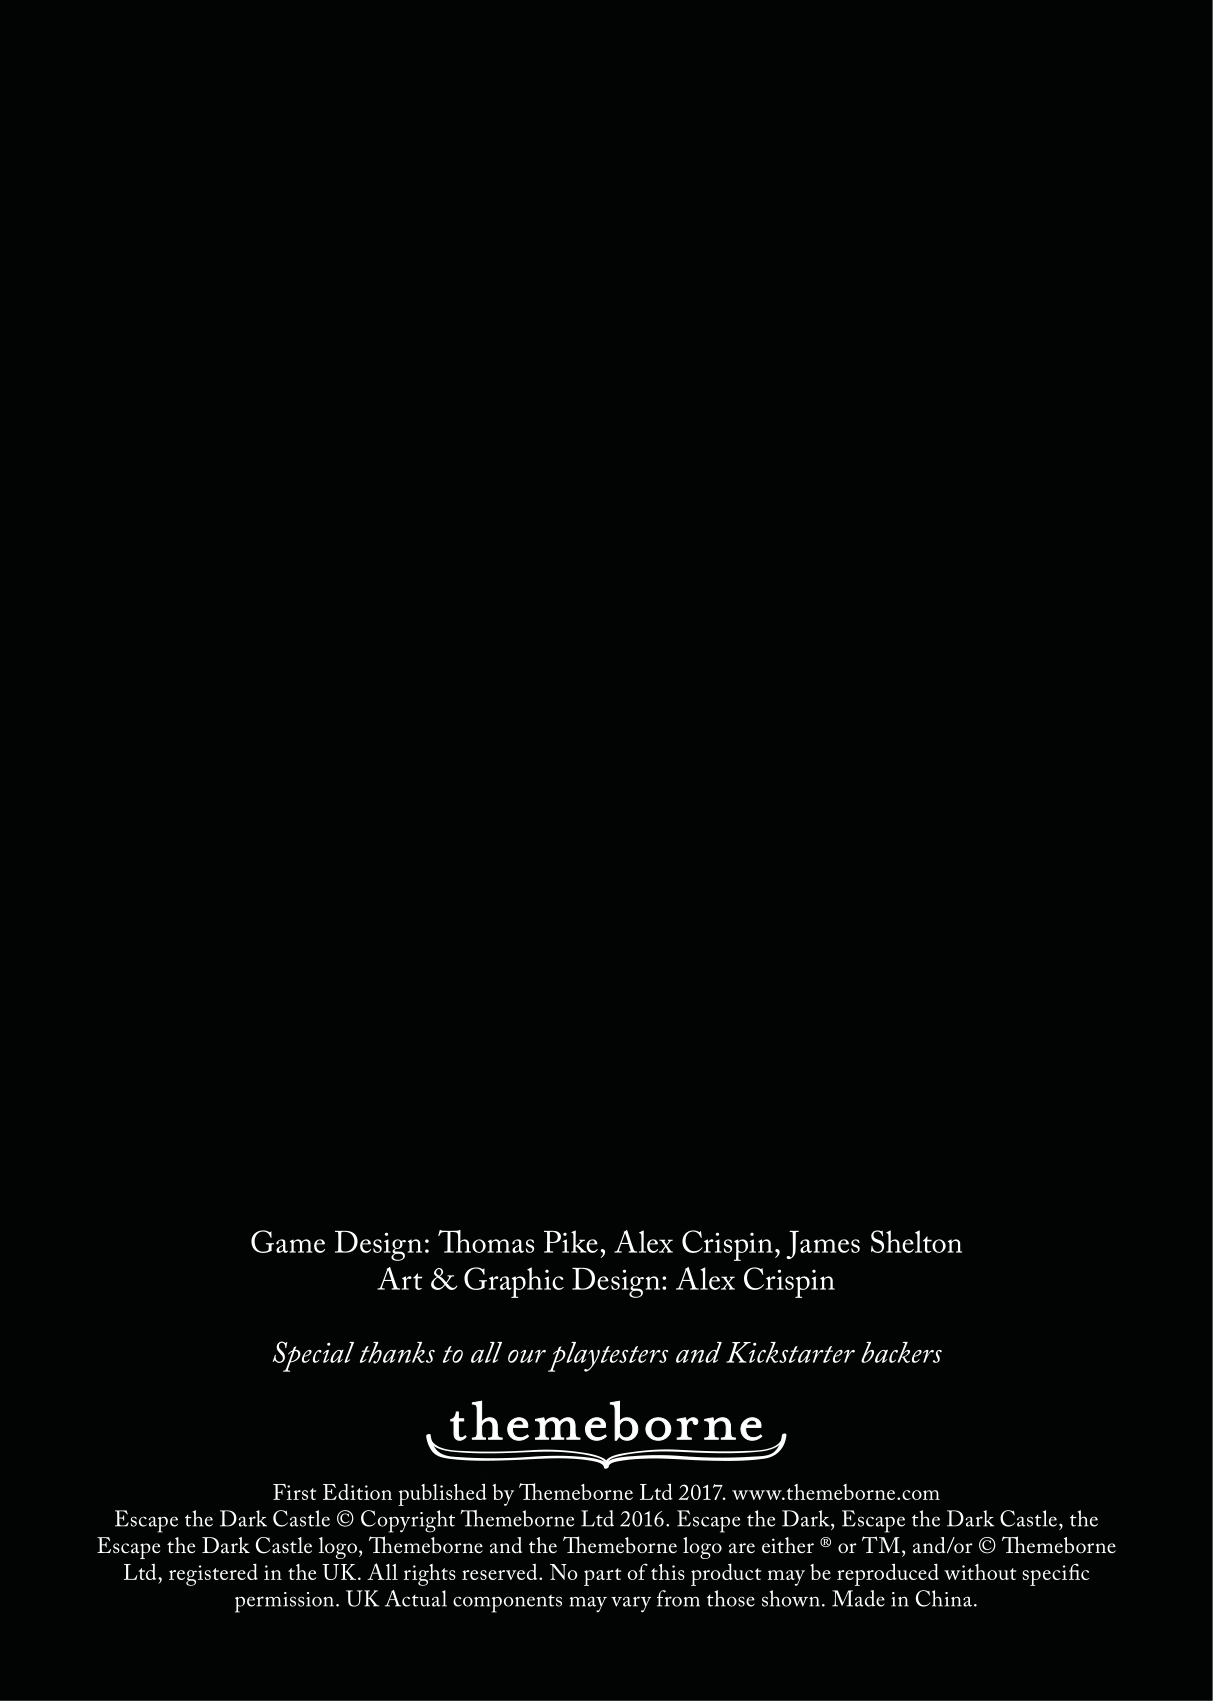 Game Design: Thomas Pike, Alex Crispin, James Shelton
Art & Graphic Design: Alex Crispin
Special thanks to all our playtesters and Kickstarter backers
themeborne
First Edition published by Themeborne Ltd 2017. www.themeborne.com
Escape the Dark Castle © Copyright Themeborne Ltd 2016. Escape the Dark, Escape the Dark Castle, the
Escape the Dark Castle logo, Themeborne and the Themeborne logo are either ® or TM, and/or © Themeborne
Ltd, registered in the UK. All rights reserved. No part of this product may be reproduced without specific
permission. UK Actual components may vary from those shown. Made in China.